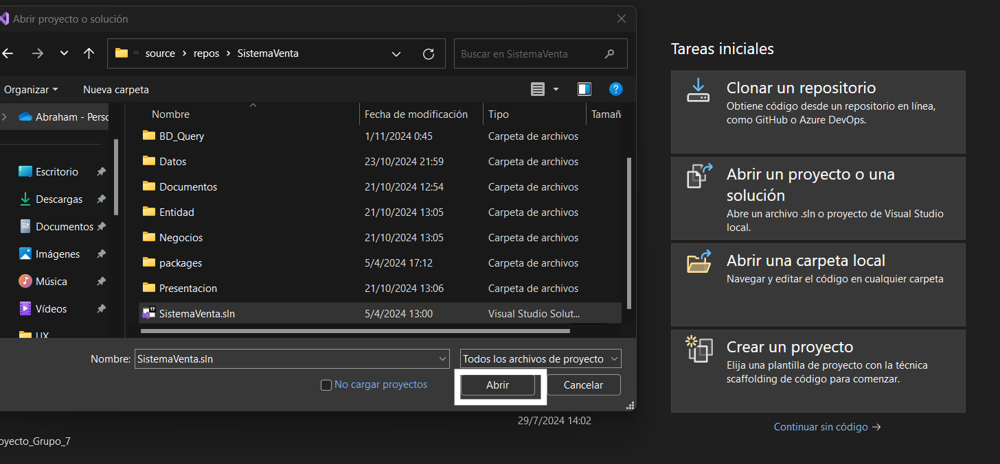 Abrir proyecto o solución
« source > repos > SistemaVenta
Buscar en SistemaVenta
Organizar
Nueva carpeta
?
Abraham - Perso
Escritorio
Descargas
Documentos
Imágenes
Música
Vídeos
UX
Nombre Fecha de modificación Tipo Tamañ
BD_Query 1/11/2024 0:45 Carpeta de archivos
Datos 23/10/2024 21:59 Carpeta de archivos
Documentos 21/10/2024 12:54 Carpeta de archivos
Entidad 21/10/2024 13:05 Carpeta de archivos
Negocios 21/10/2024 13:05 Carpeta de archivos
packages 5/4/2024 17:12 Carpeta de archivos
Presentacion 21/10/2024 13:06 Carpeta de archivos
SistemaVenta.sln 5/4/2024 13:00 Visual Studio Solut...
Nombre: SistemaVenta.sln
Todos los archivos de proyecto
No cargar proyectos
Abrir
Cancelar
29/7/2024 14:02
oyecto_Grupo_7
Tareas iniciales
Clonar un repositorio
Obtiene código desde un repositorio en línea,
como GitHub o Azure DevOps.
Abrir un proyecto o una
solución
Abre un archivo .sln o proyecto de Visual Studio
local.
Abrir una carpeta local
Navegar y editar el código en cualquier carpeta
Crear un proyecto
Elija una plantilla de proyecto con la técnica
scaffolding de código para comenzar.
Continuar sin código →